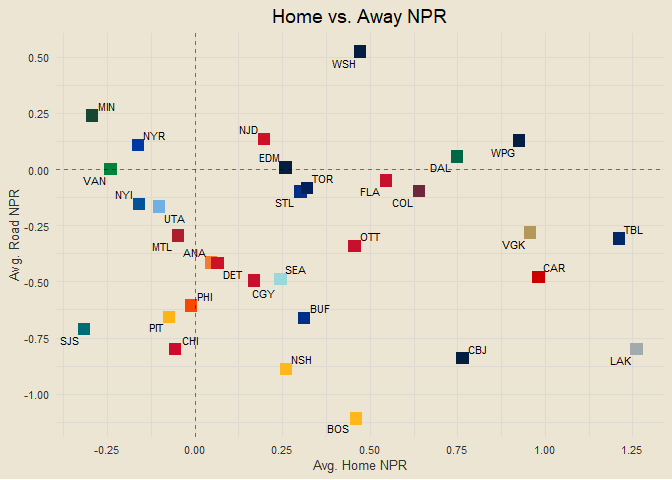 Home vs. Away NPR
0.50
WSH
0.25
MIN
NYR
NJD
WPG
EDM
DAL
0.00
VAN
TOR
STL
FLA
COL
NYI
UTA
-0.25
MTL
OTT
VGK
TBL
ANA
DET
SEA
CAR
-0.50
CGY
PHI
BUF
PIT
SJS
-0.75
CHI
NSH
CBJ
LAK
-1.00
BOS
Avg. Road NPR
-0.25
0.00
0.25
0.50
0.75
1.00
1.25
Avg. Home NPR